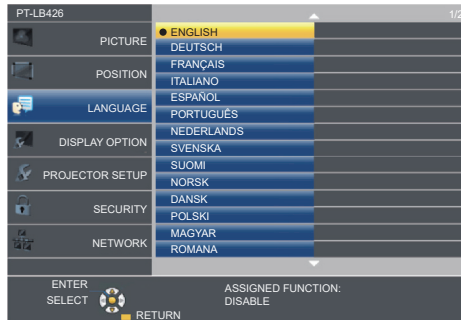 PT-LB426
1/2
PICTURE
POSITION
LANGUAGE
DISPLAY OPTION
PROJECTOR SETUP
SECURITY
NETWORK
ENGLISH
DEUTSCH
FRANÇAIS
ITALIANO
ESPAÑOL
PORTUGUÊS
NEDERLANDS
SVENSKA
SUOMI
NORSK
DANSK
POLSKI
MAGYAR
ROMANA
ENTER
SELECT
RETURN
ASSIGNED FUNCTION:
DISABLE